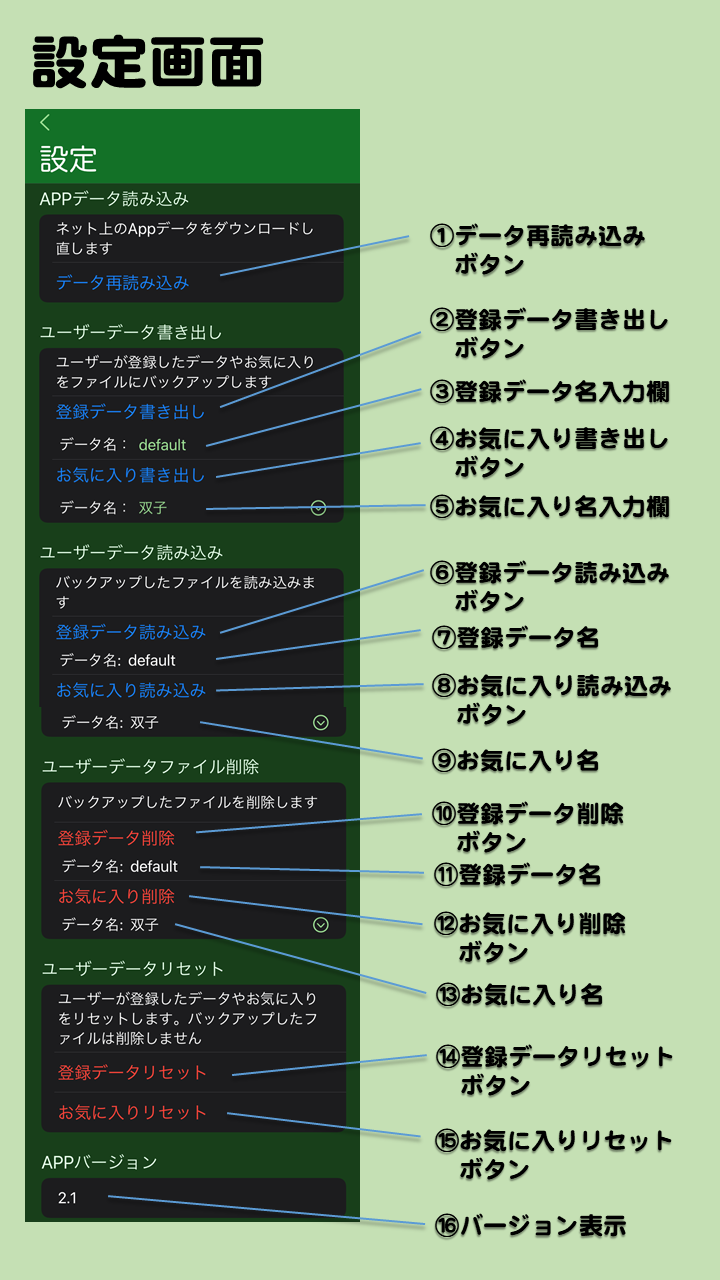 設定画面
設定
APPデータ読み込み
ネット上のAppデータをダウンロードし
直します
データ再読み込み
ユーザーデータ書き出し
ユーザーが登録したデータやお気に入り
をファイルにバックアップします
登録データ書き出し
データ名： default
お気に入り書き出し
データ名： 双子
ユーザーデータ読み込み
バックアップしたファイルを読み込みま
す
登録データ読み込み
データ名: default
お気に入り読み込み
データ名: 双子
ユーザーデータファイル削除
バックアップしたファイルを削除します
登録データ削除
データ名: default
お気に入り削除
データ名: 双子
ユーザーデータリセット
ユーザーが登録したデータやお気に入り
をリセットします。バックアップしたフ
ァイルは削除しません
登録データリセット
お気に入りリセット
APPバージョン
2.1
①データ再読み込み
ボタン
②登録データ書き出し
ボタン
③登録データ名入力欄
④お気に入り書き出し
ボタン
⑤お気に入り名入力欄
⑥登録データ読み込み
ボタン
⑦登録データ名
⑧お気に入り読み込み
ボタン
⑨お気に入り名
⑩登録データ削除
ボタン
⑪登録データ名
⑫お気に入り削除
ボタン
⑬お気に入り名
⑭登録データリセット
ボタン
⑮お気に入りリセット
ボタン
⑯バージョン表示